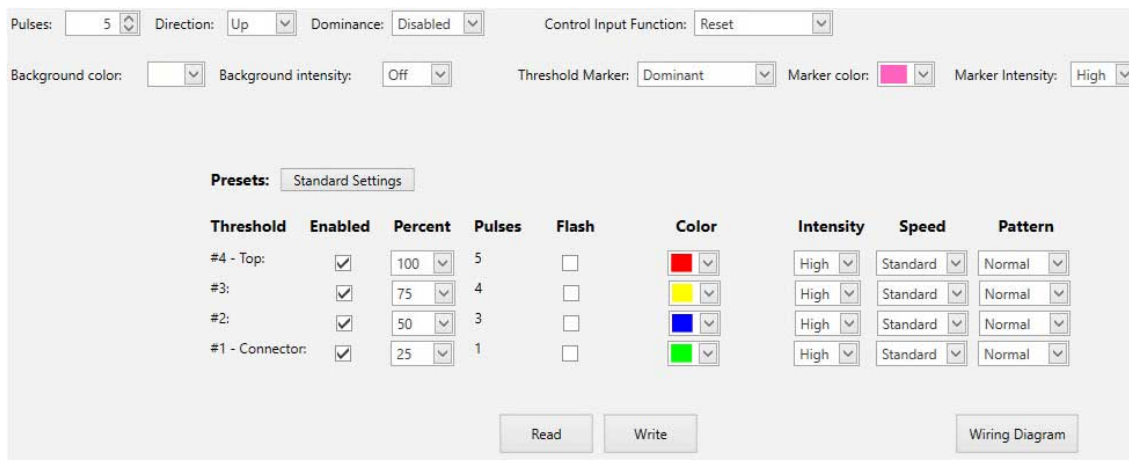 Pulses: 5 Direction: Up Dominance: Disabled Control Input Function: Reset
Background color: Background intensity: Off Threshold Marker: Dominant Marker color: Marker Intensity: High
Presets: Standard Settings
Threshold Enabled Percent Pulses Flash Color Intensity Speed Pattern
#4 - Top: 100 5 High Standard Normal
#3: 75 4 High Standard Normal
#2: 50 3 High Standard Normal
#1 - Connector: 25 1 High Standard Normal
Read Write Wiring Diagram